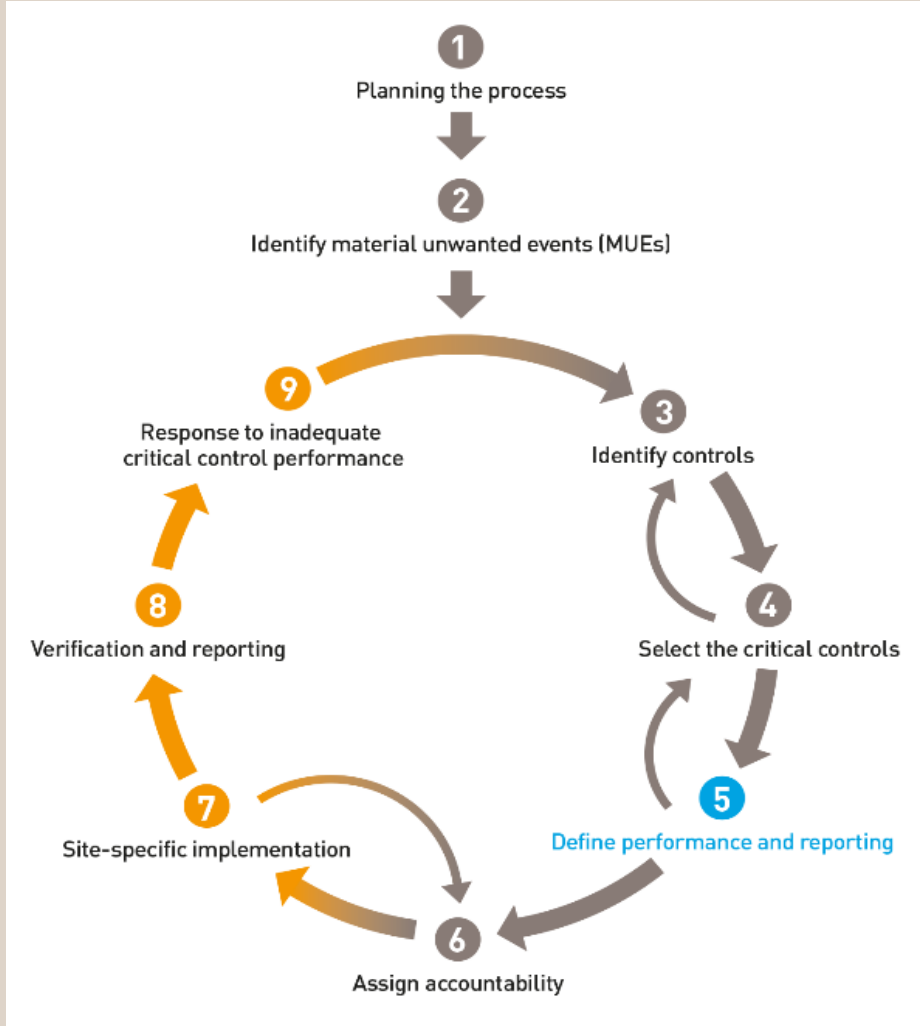 1
Planning the process
2
Identify material unwanted events (MUEs)
3
Identify controls
4
Select the critical controls
5
Define performance and reporting
6
Assign accountability
7
Site-specific implementation
8
Verification and reporting
9
Response to inadequate
critical control performance